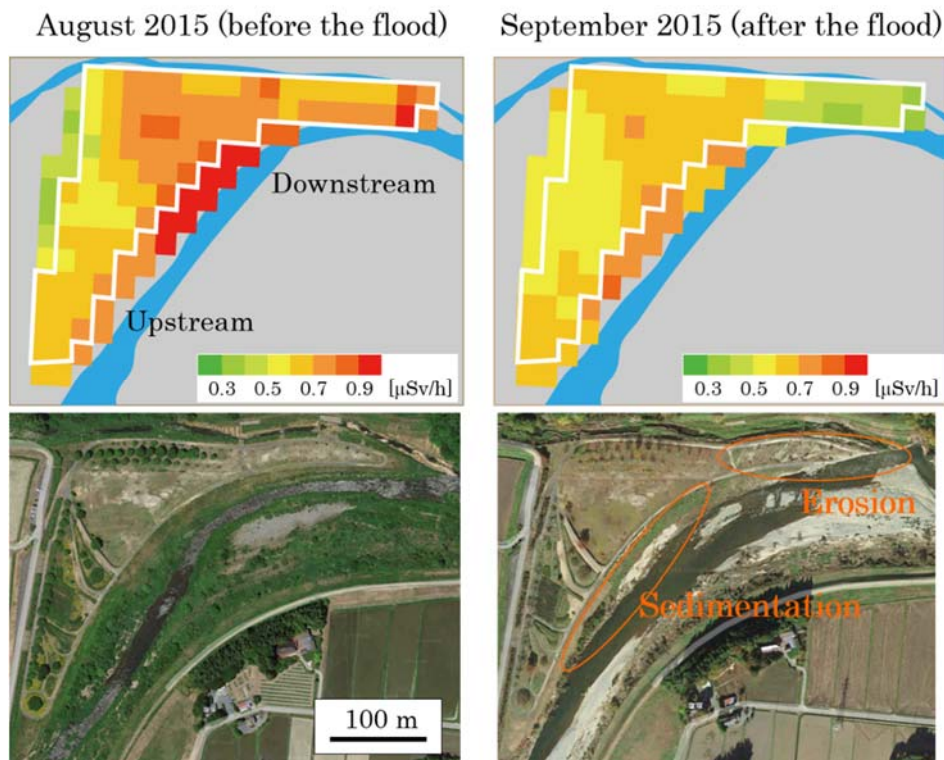 August 2015 (before the flood)
September 2015 (after the flood)
Downstream
Upstream
0.3 0.5 0.7 0.9 [μSv/h]
0.3 0.5 0.7 0.9 [μSv/h]
Erosion
Sedimentation
100 m